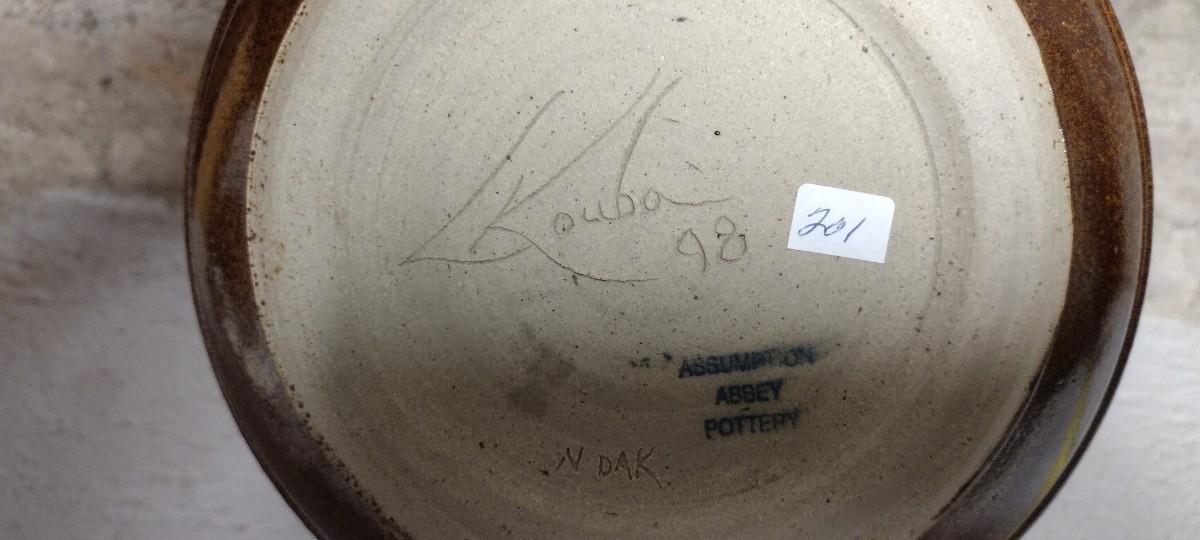 Kouba
98
201
ASSUMPTION
ABBEY
POTTERY
N DAK